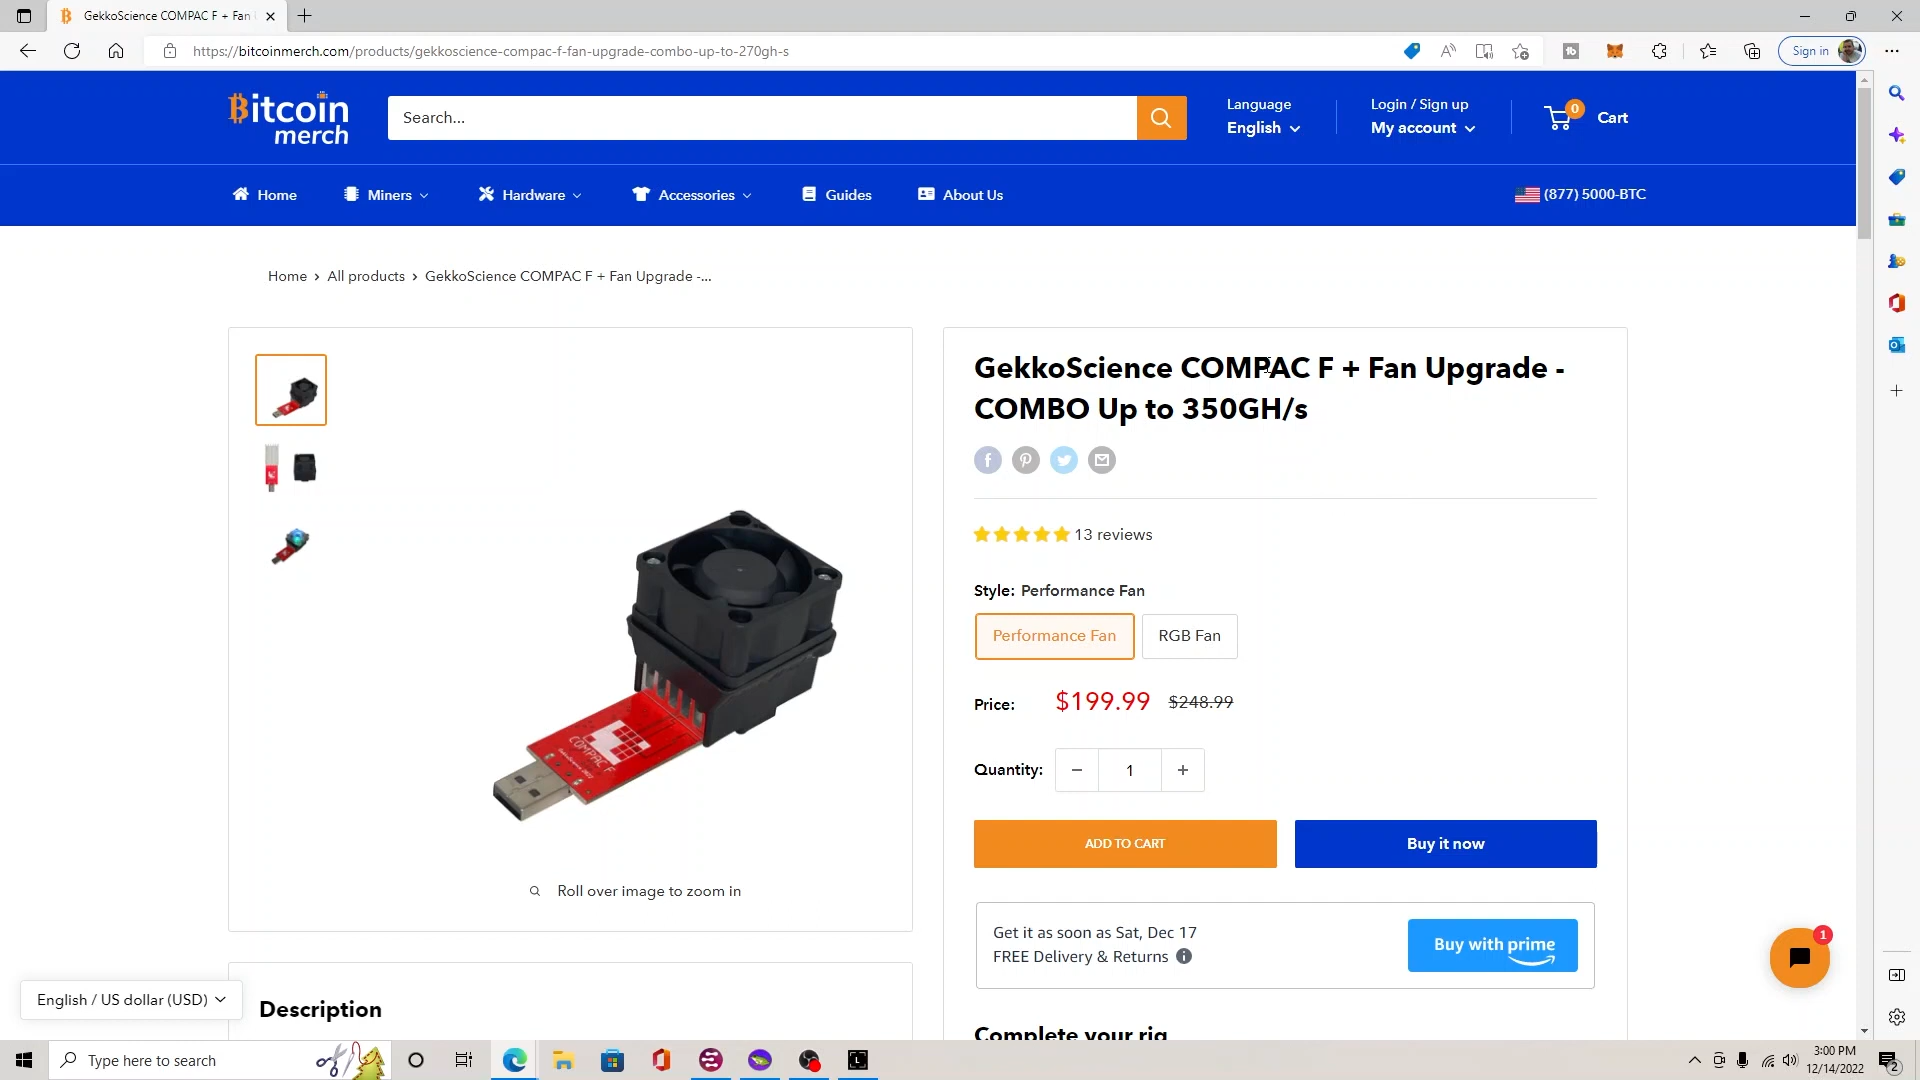 GekkoScience COMPAC F + Fan
https://bitcoinmerch.com/products/gekkoscience-compac-f-fan-upgrade-combo-up-to-270gh-s
Sign in
Bitcoin
merch
Search...
Language
English
Login / Sign up
My account
0
Cart
Home
Miners
Hardware
Accessories
Guides
About Us
(877) 5000-BTC
Home > All products > GekkoScience COMPAC F + Fan Upgrade -...
GekkoScience COMPAC F + Fan Upgrade -
COMBO Up to 350GH/s
13 reviews
Style: Performance Fan
Performance Fan
RGB Fan
Price: $199.99 $248.99
Quantity: − 1 +
ADD TO CART
Buy it now
COMPAC F
Roll over image to zoom in
Get it as soon as Sat, Dec 17
FREE Delivery & Returns
Buy with prime
1
English / US dollar (USD)
Description
Complete your rig
Type here to search
3:00 PM
12/14/2022
2